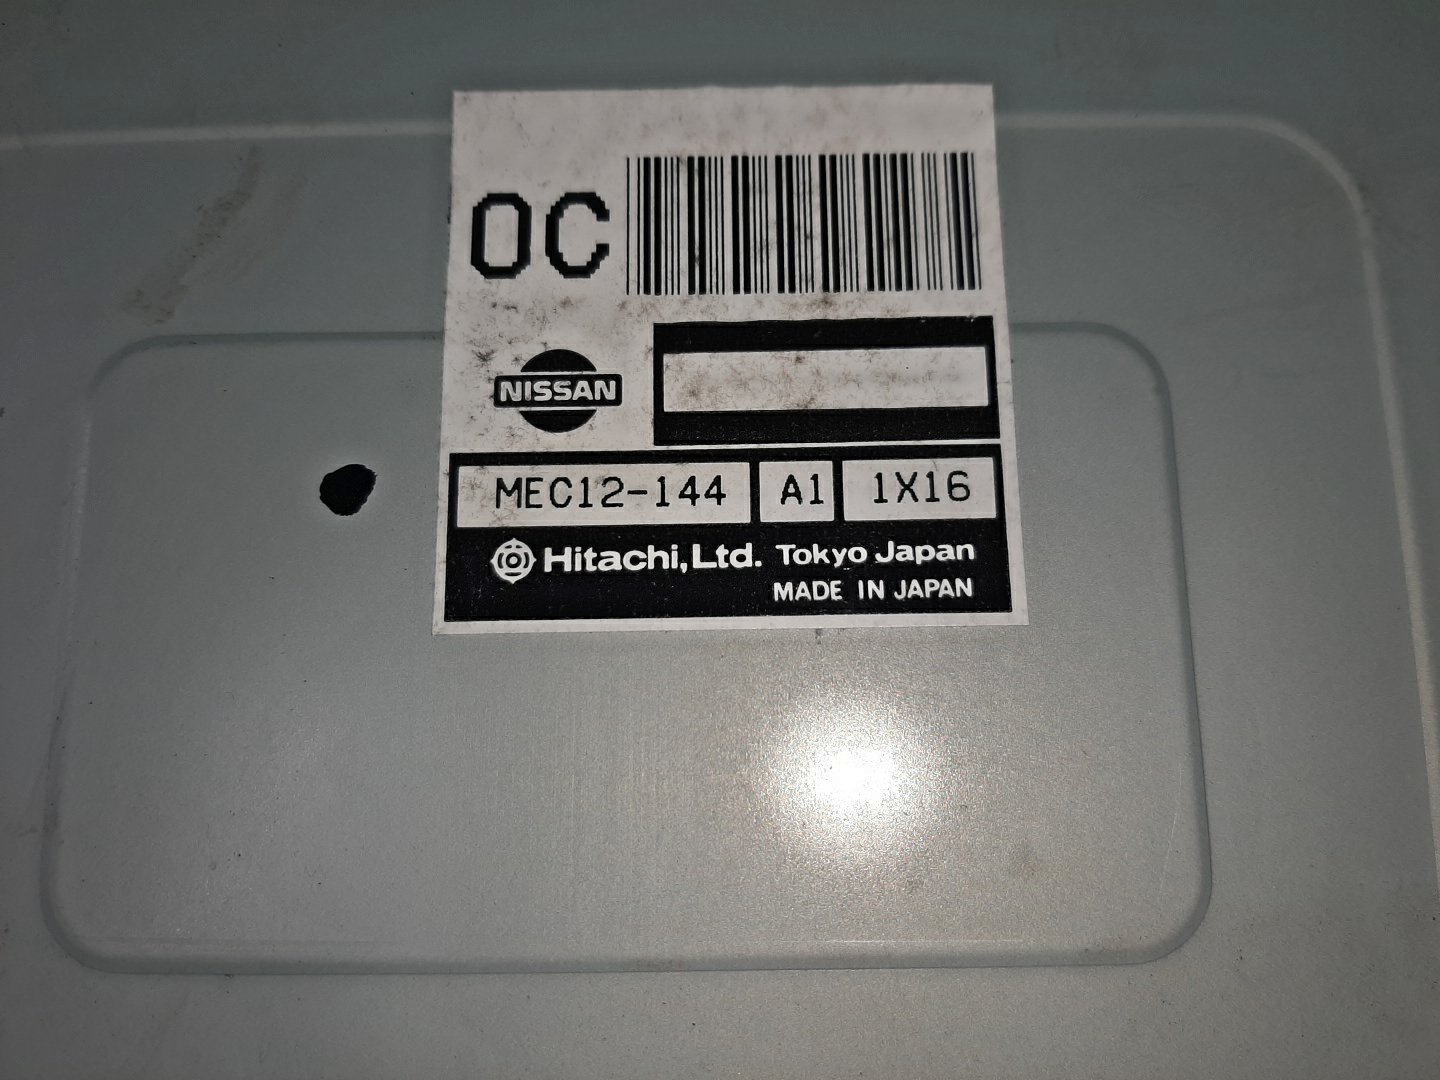 OC
NISSAN
MEC12-144 A1 1X16
Hitachi,Ltd. Tokyo Japan
MADE IN JAPAN